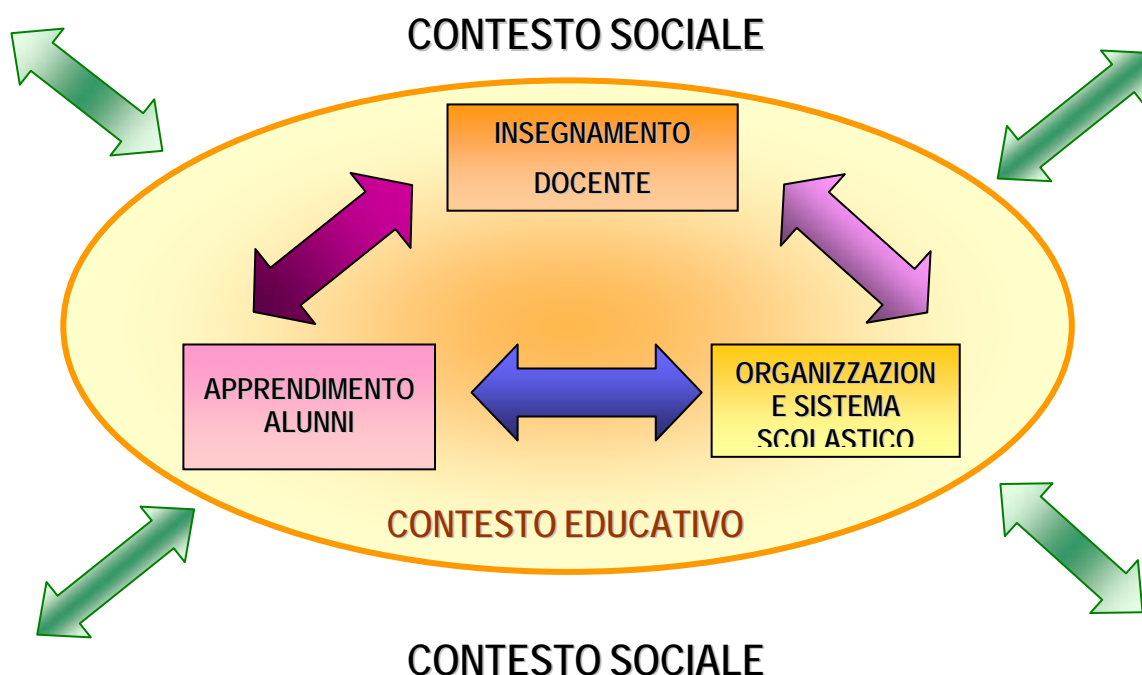 CONTESTO SOCIALE
INSEGNAMENTO
DOCENTE
APPRENDIMENTO
ALUNNI
ORGANIZZAZION
E SISTEMA
SCOLASTICO
CONTESTO EDUCATIVO
CONTESTO SOCIALE